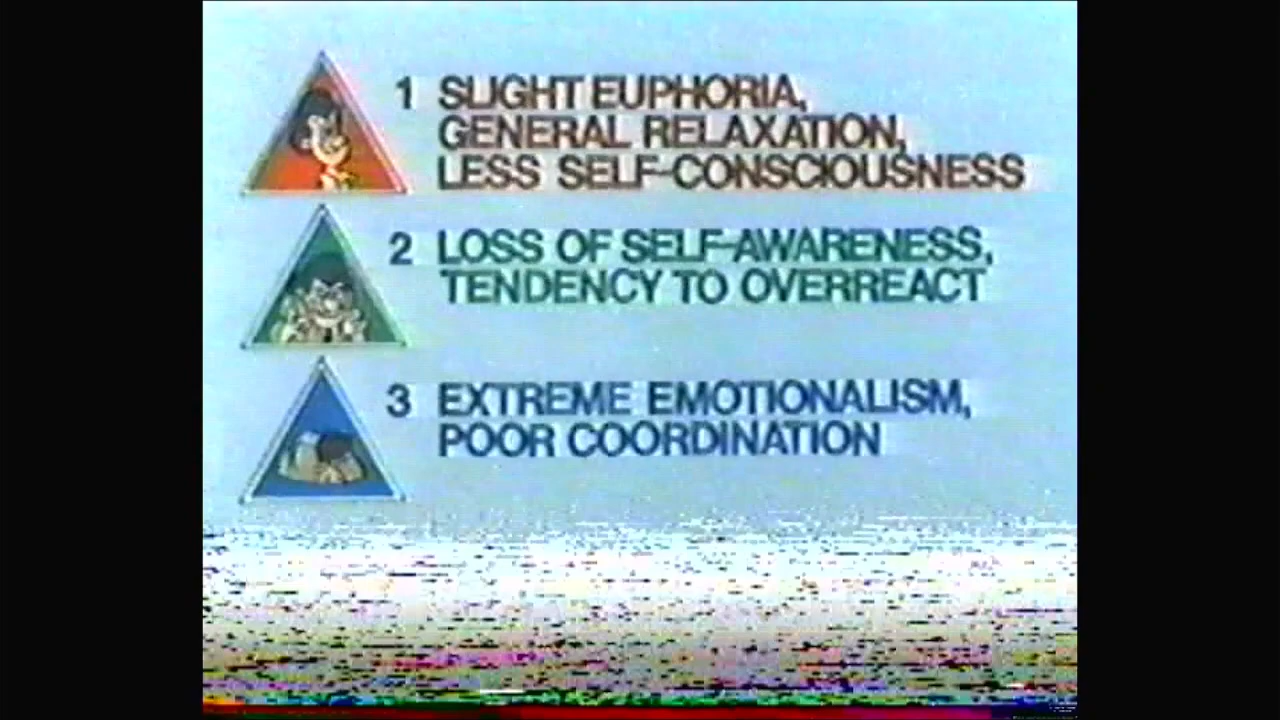 1 SLIGHT EUPHORIA,
GENERAL RELAXATION,
LESS SELF-CONSCIOUSNESS
2 LOSS OF SELF-AWARENESS,
TENDENCY TO OVERREACT
3 EXTREME EMOTIONALISM,
POOR COORDINATION